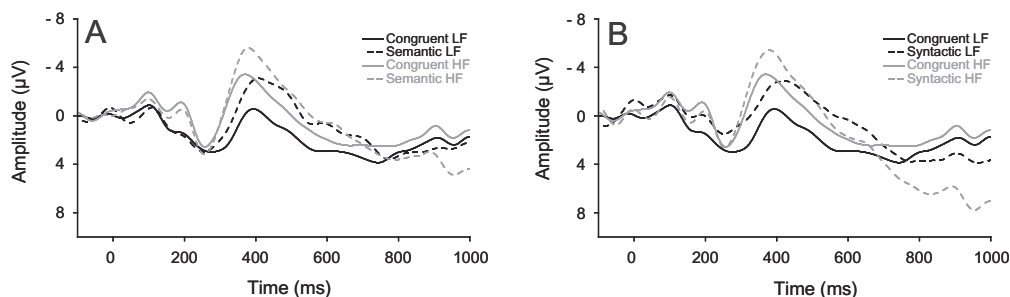 A
Congruent LF
Semantic LF
Congruent HF
Semantic HF
Amplitude (µV)
- 8
- 4
0
4
8
0
200
400
600
800
1000
Time (ms)
B
Congruent LF
Syntactic LF
Congruent HF
Syntactic HF
Amplitude (µV)
- 8
- 4
0
4
8
0
200
400
600
800
1000
Time (ms)